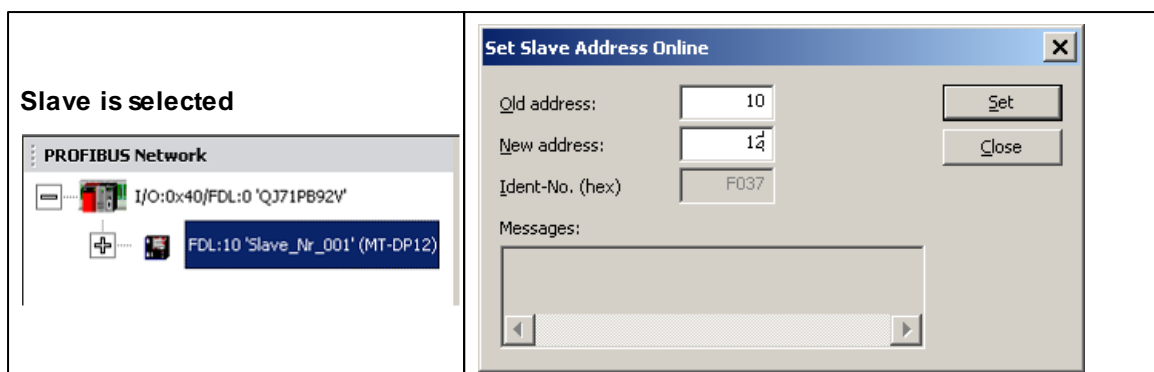 Slave is selected
PROFIBUS Network
I/O:0x40/FDL:0 'QJ71PB92V'
FDL:10 'Slave_Nr_001' (MT-DP12)
Set Slave Address Online
Old address: 10 Set
New address: Close
Ident-No. (hex) F037
Messages: